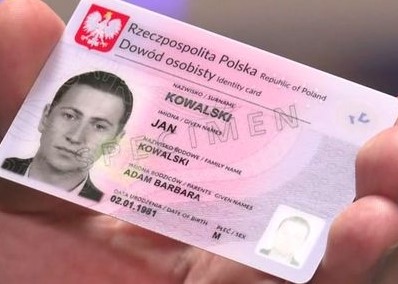 Rzeczpospolita Polska Republic of Poland
Dowód osobisty Identity card
NAZWISKO / SURNAME
KOWALSKI
IMIONA / GIVEN NAMES
JAN
NAZWISKO RODOWE / FAMILY NAME
KOWALSKI
IMIONA RODZICÓW / PARENTS GIVEN NAMES
ADAM BARBARA
DATA URODZENIA / DATE OF BIRTH PŁEĆ / SEX
02.01.1981 M
SPECIMEN